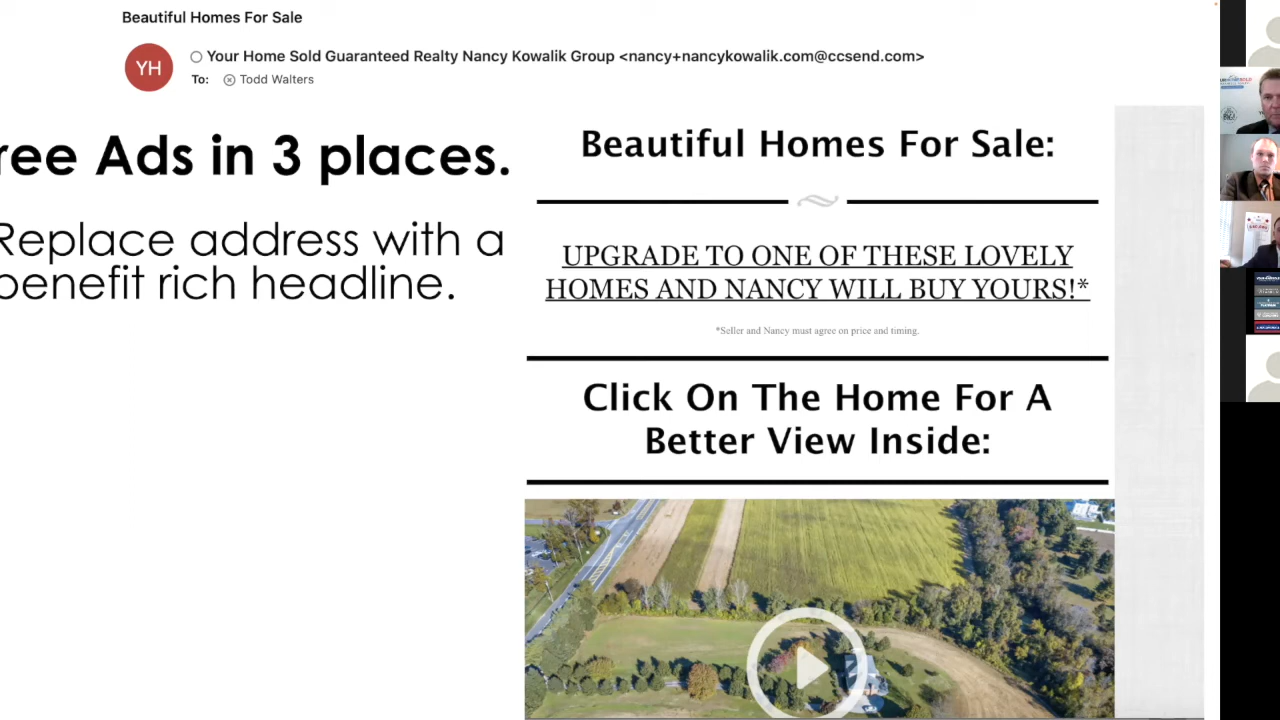 Beautiful Homes For Sale
YH
Your Home Sold Guaranteed Realty Nancy Kowalik Group <nancy+nancykowalik.com@ccsend.com>
To: Todd Walters
ree Ads in 3 places.
Replace address with a
benefit rich headline.
Beautiful Homes For Sale:
UPGRADE TO ONE OF THESE LOVELY
HOMES AND NANCY WILL BUY YOURS!*
*Seller and Nancy must agree on price and timing.
Click On The Home For A
Better View Inside: